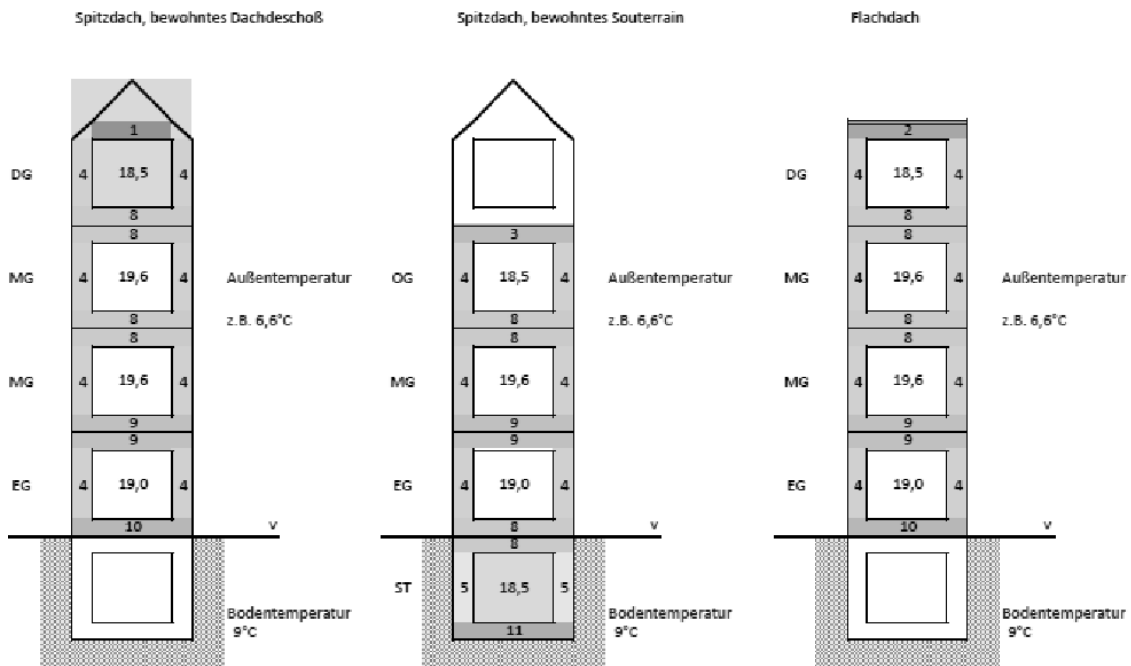 Spitzdach, bewohntes Dachdeschoß Spitzdach, bewohntes Souterrain Flachdach
1 2
DG 4 18,5 4 DG 4 18,5 4
8 8
8 3 8
MG 4 19,6 4 Außentemperatur OG 4 18,5 4 Außentemperatur MG 4 19,6 4 Außentemperatur
8 z.B. 6,6°C 8 z.B. 6,6°C 8 z.B. 6,6°C
8 8 8
MG 4 19,6 4 MG 4 19,6 4 MG 4 19,6 4
9 9 9
9 9 9
EG 4 19,0 4 EG 4 19,0 4 EG 4 19,0 4
10 v 8 v 10 v
8
ST 5 18,5 5
Bodentemperatur Bodentemperatur Bodentemperatur
9°C 11 9°C 9°C